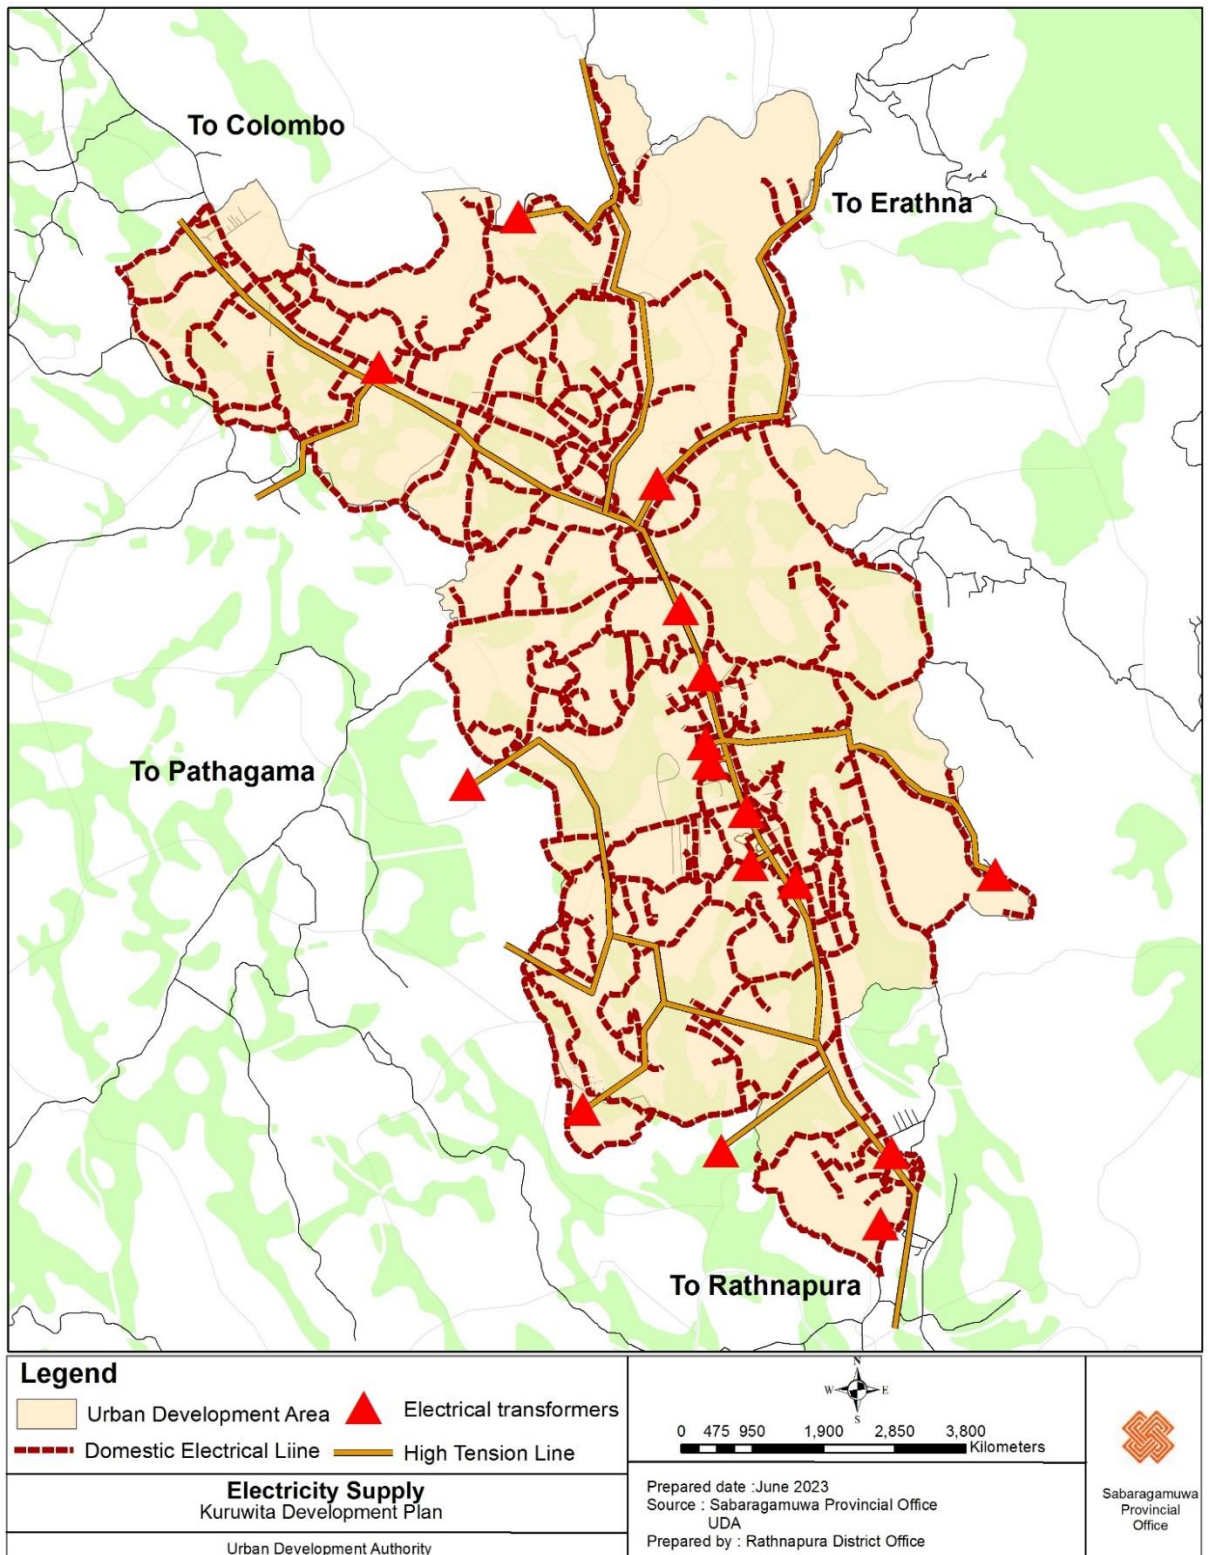 To Colombo
To Erathna
To Pathagama
To Rathnapura
Legend
Urban Development Area
Electrical transformers
Domestic Electrical Liine
High Tension Line
Electricity Supply
Kuruwita Development Plan
Urban Development Authority
N
W E
S
0 475 950 1,900 2,850 3,800
Kilometers
Prepared date :June 2023
Source : Sabaragamuwa Provincial Office
UDA
Prepared by : Rathnapura District Office
Sabaragamuwa
Provincial
Office